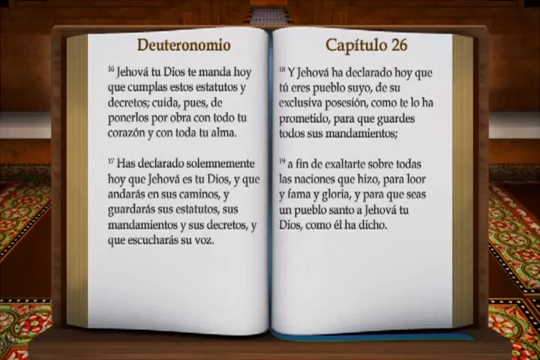 Deuteronomio
16 Jehová tu Dios te manda hoy
que cumplas estos estatutos y
decretos; cuida, pues, de
ponerlos por obra con todo tu
corazón y con toda tu alma.
17 Has declarado solemnemente
hoy que Jehová es tu Dios, y que
andarás en sus caminos, y
guardarás sus estatutos, sus
mandamientos y sus decretos, y
que escucharás su voz.
Capítulo 26
18 Y Jehová ha declarado hoy que
tú eres pueblo suyo, de su
exclusiva posesión, como te lo ha
prometido, para que guardes
todos sus mandamientos;
19 a fin de exaltarte sobre todas
las naciones que hizo, para loor
y fama y gloria, y para que seas
un pueblo santo a Jehová tu
Dios, como él ha dicho.